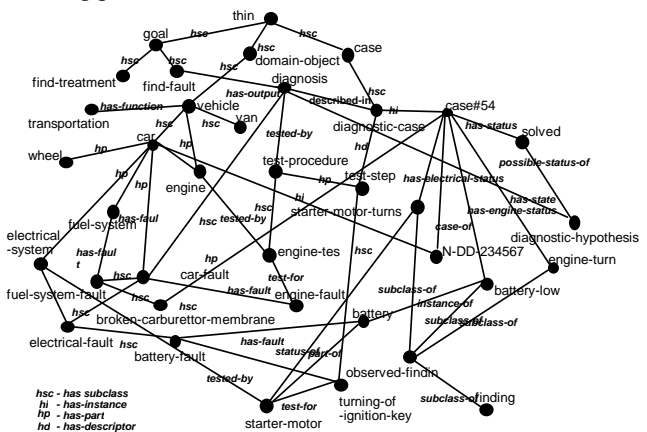 thin
goal
hsc
hsc
case
hsc
hsc
hsc
domain-object
find-treatment
find-fault
hsc
diagnosis
hsc
has-output
described-in
hi
case#54
has-function
vehicle
transportation
hsc
hsc
van
diagnostic-case
has-status
solved
car
tested-by
hd
possible-status-of
wheel
hp
hp
test-procedure
hp
test-step
has-electrical-status
hp
hp
engine
hi
starter-motor-turns
has-state
has-engine-status
fuel-system
has-faul
hsc
hsc
tested-by
case-of
diagnostic-hypothesis
electrical
-system
has-faul
t
hp
engine-tes
hsc
N-DD-234567
engine-turn
hsc
car-fault
test-for
has-fault
subclass-of
battery-low
fuel-system-fault
hsc
broken-carburettor-membrane
engine-fault
instance-of
battery
subclass-of
subclass-of
electrical-fault
hsc
battery-fault
has-fault
status-of
part-of
observed-findin
tested-by
hsc - has subclass
hi - has-instance
hp - has-part
hd - has-descriptor
test-for
starter-motor
turning-of
-ignition-key
subclass-of
finding